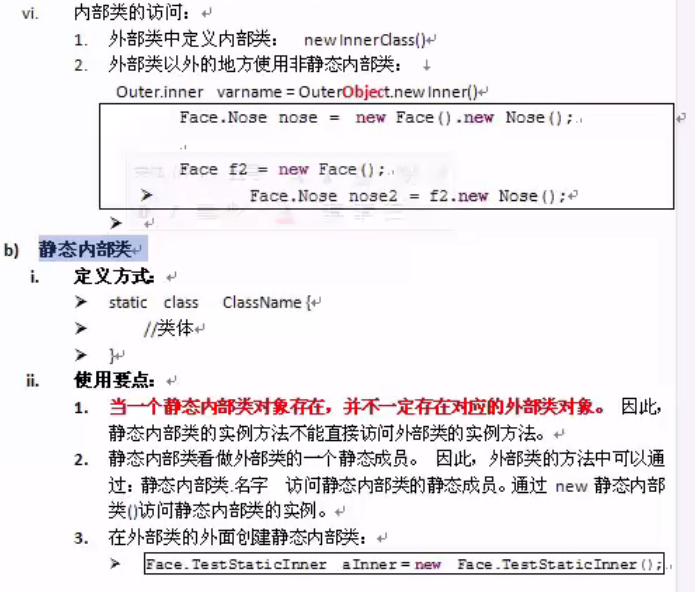 vi. 内部类的访问：
1. 外部类中定义内部类： new InnerClass()
2. 外部类以外的地方使用非静态内部类：
Outer.inner varname = OuterObject.new Inner()
Face.Nose nose = new Face().new Nose();
Face f2 = new Face();
➤ Face.Nose nose2 = f2.new Nose();
➤
b) 静态内部类
i. 定义方式：
➤ static class ClassName {
➤ //类体
➤ }
ii. 使用要点：
1. 当一个静态内部类对象存在，并不一定存在对应的外部类对象。 因此，
静态内部类的实例方法不能直接访问外部类的实例方法。
2. 静态内部类看做外部类的一个静态成员。 因此，外部类的方法中可以通
过：静态内部类.名字 访问静态内部类的静态成员。通过 new 静态内部
类()访问静态内部类的实例。
3. 在外部类的外面创建静态内部类：
➤ Face.TestStaticInner aInner = new Face.TestStaticInner();